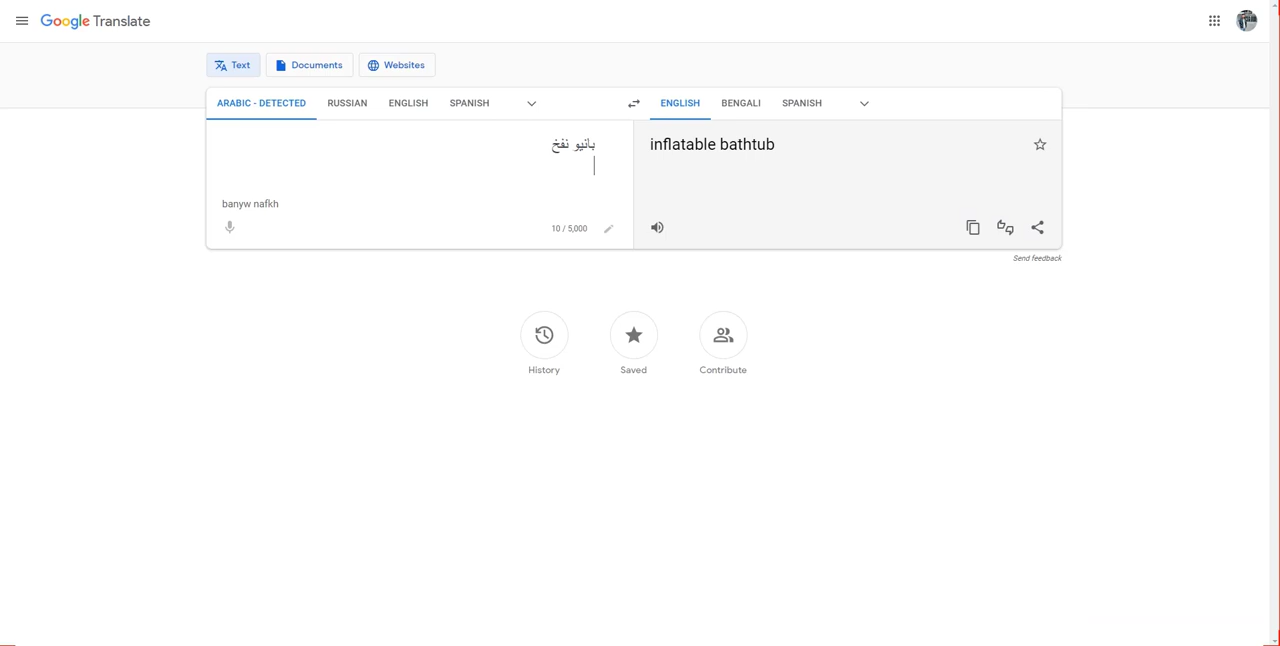 Google Translate
Text
Documents
Websites
ARABIC - DETECTED
RUSSIAN
ENGLISH
SPANISH
ENGLISH
BENGALI
SPANISH
بانيو نفخ
inflatable bathtub
banyw nafkh
10 / 5,000
Send feedback
History
Saved
Contribute